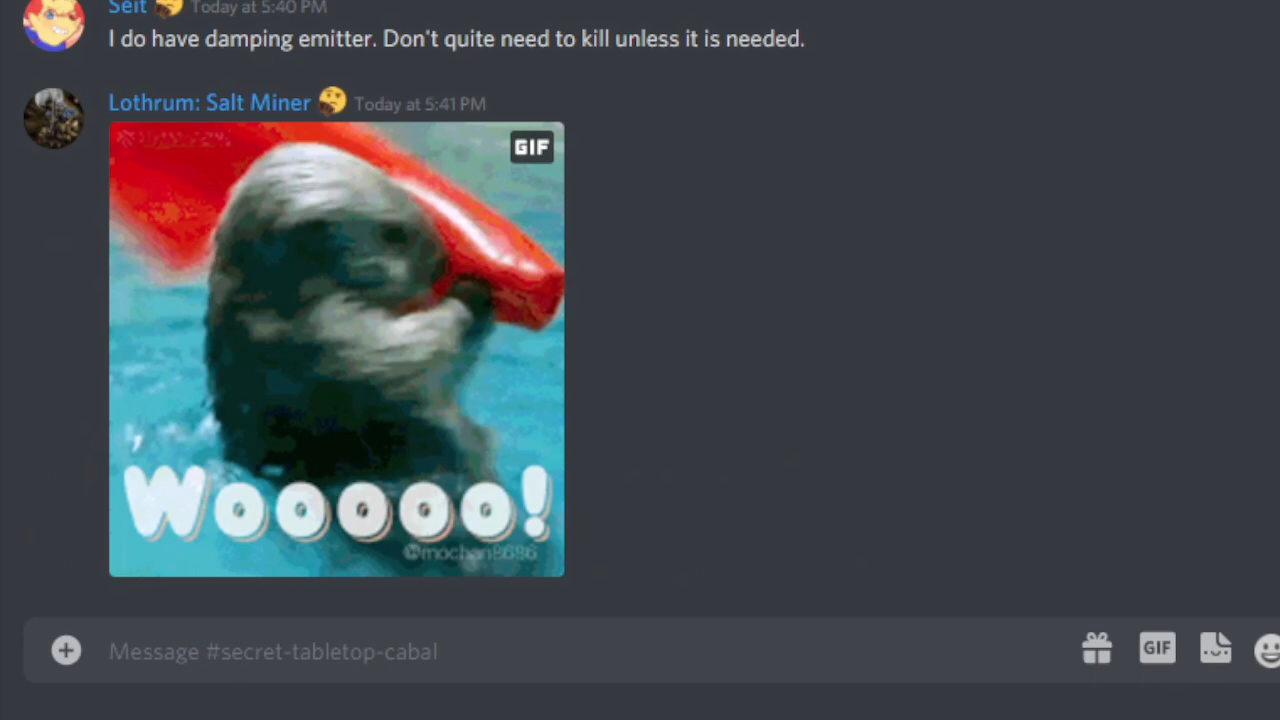 Seit Today at 5:40 PM
I do have damping emitter. Don't quite need to kill unless it is needed.
Lothrum: Salt Miner Today at 5:41 PM
GIF
Wooooo!
@mochan8686
Message #secret-tabletop-cabal
GIF